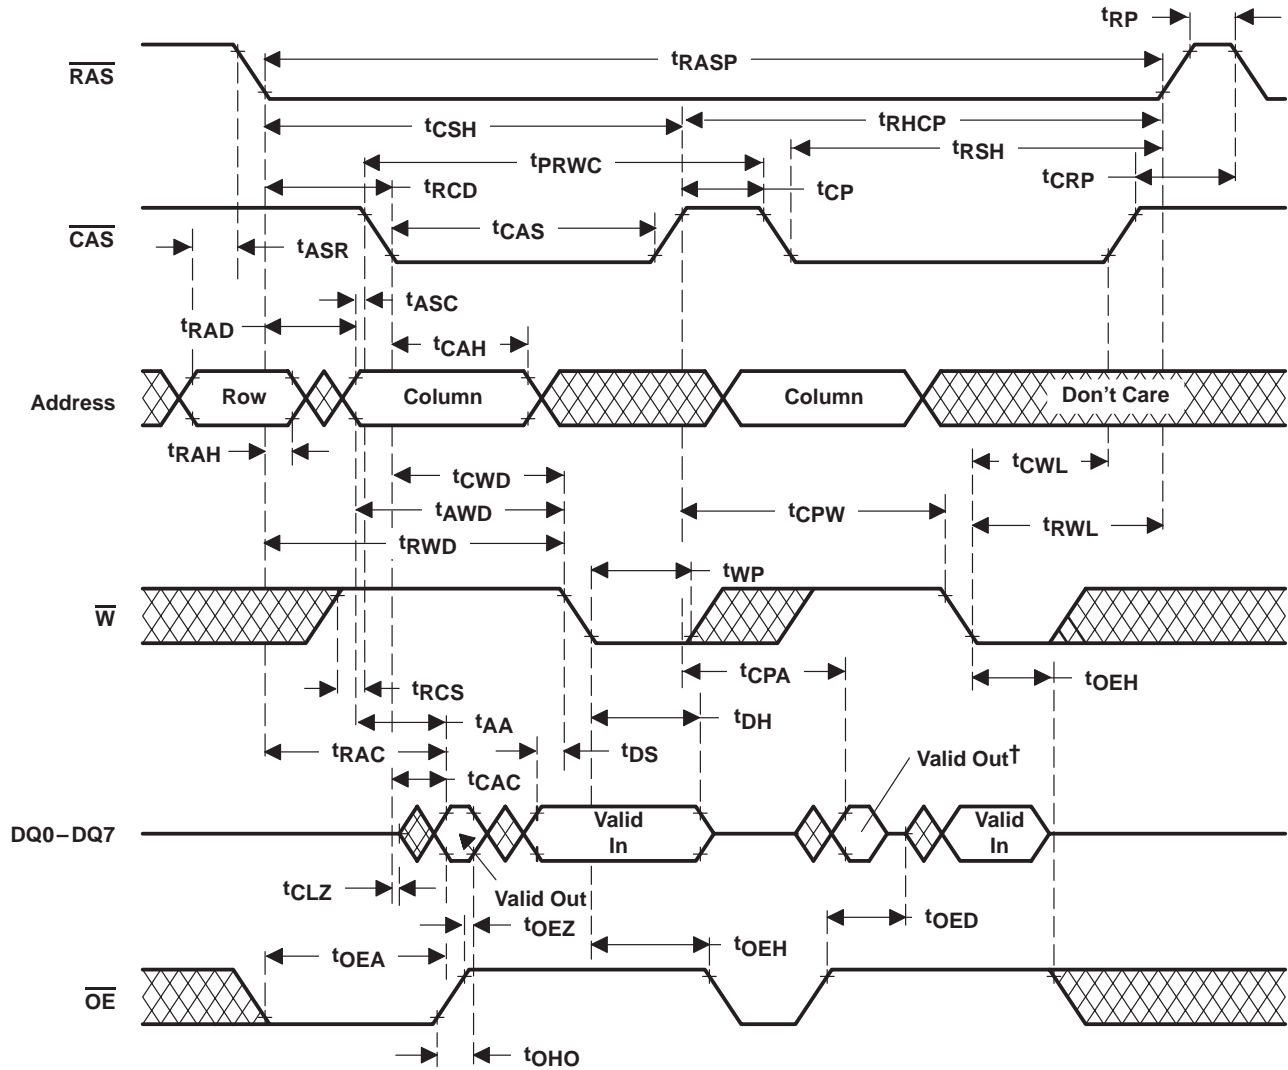 tRP
RAS
tRASP
tCSH
tRHCP
tPRWC
tRSH
tRCD
tCP
tCRP
CAS
tCAS
tASR
tASC
tRAD
tCAH
Address
Row
Column
Column
Don't Care
tRAH
tCWD
tCWL
tAWD
tCPW
tRWD
tRWL
tWP
W
tCPA
tOEH
tRCS
tAA
tDH
tRAC
tDS
tCAC
Valid Out†
DQ0–DQ7
Valid
In
Valid
In
tCLZ
Valid Out
tOEZ
tOED
tOEA
tOEH
OE
tOHO